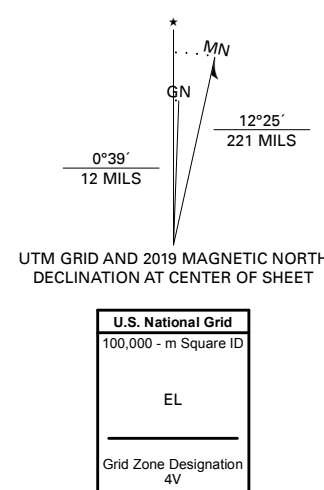 ★
MN
GN
12°25´
221 MILS
0°39´
12 MILS
UTM GRID AND 2019 MAGNETIC NORTH
DECLINATION AT CENTER OF SHEET
U.S. National Grid
100,000 - m Square ID
EL
Grid Zone Designation
4V